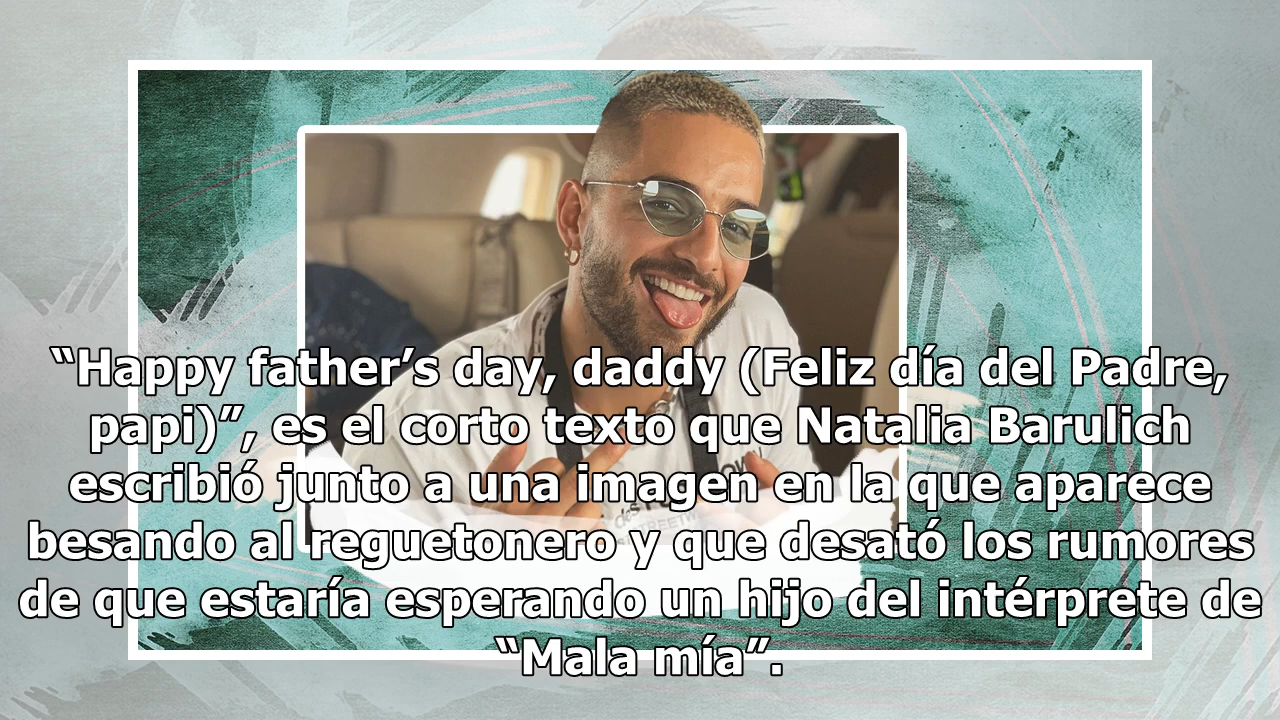 “Happy father’s day, daddy (Feliz día del Padre,
papi)”, es el corto texto que Natalia Barulich
escribió junto a una imagen en la que aparece
besando al reguetonero y que desató los rumores
de que estaría esperando un hijo del intérprete de
“Mala mía”.